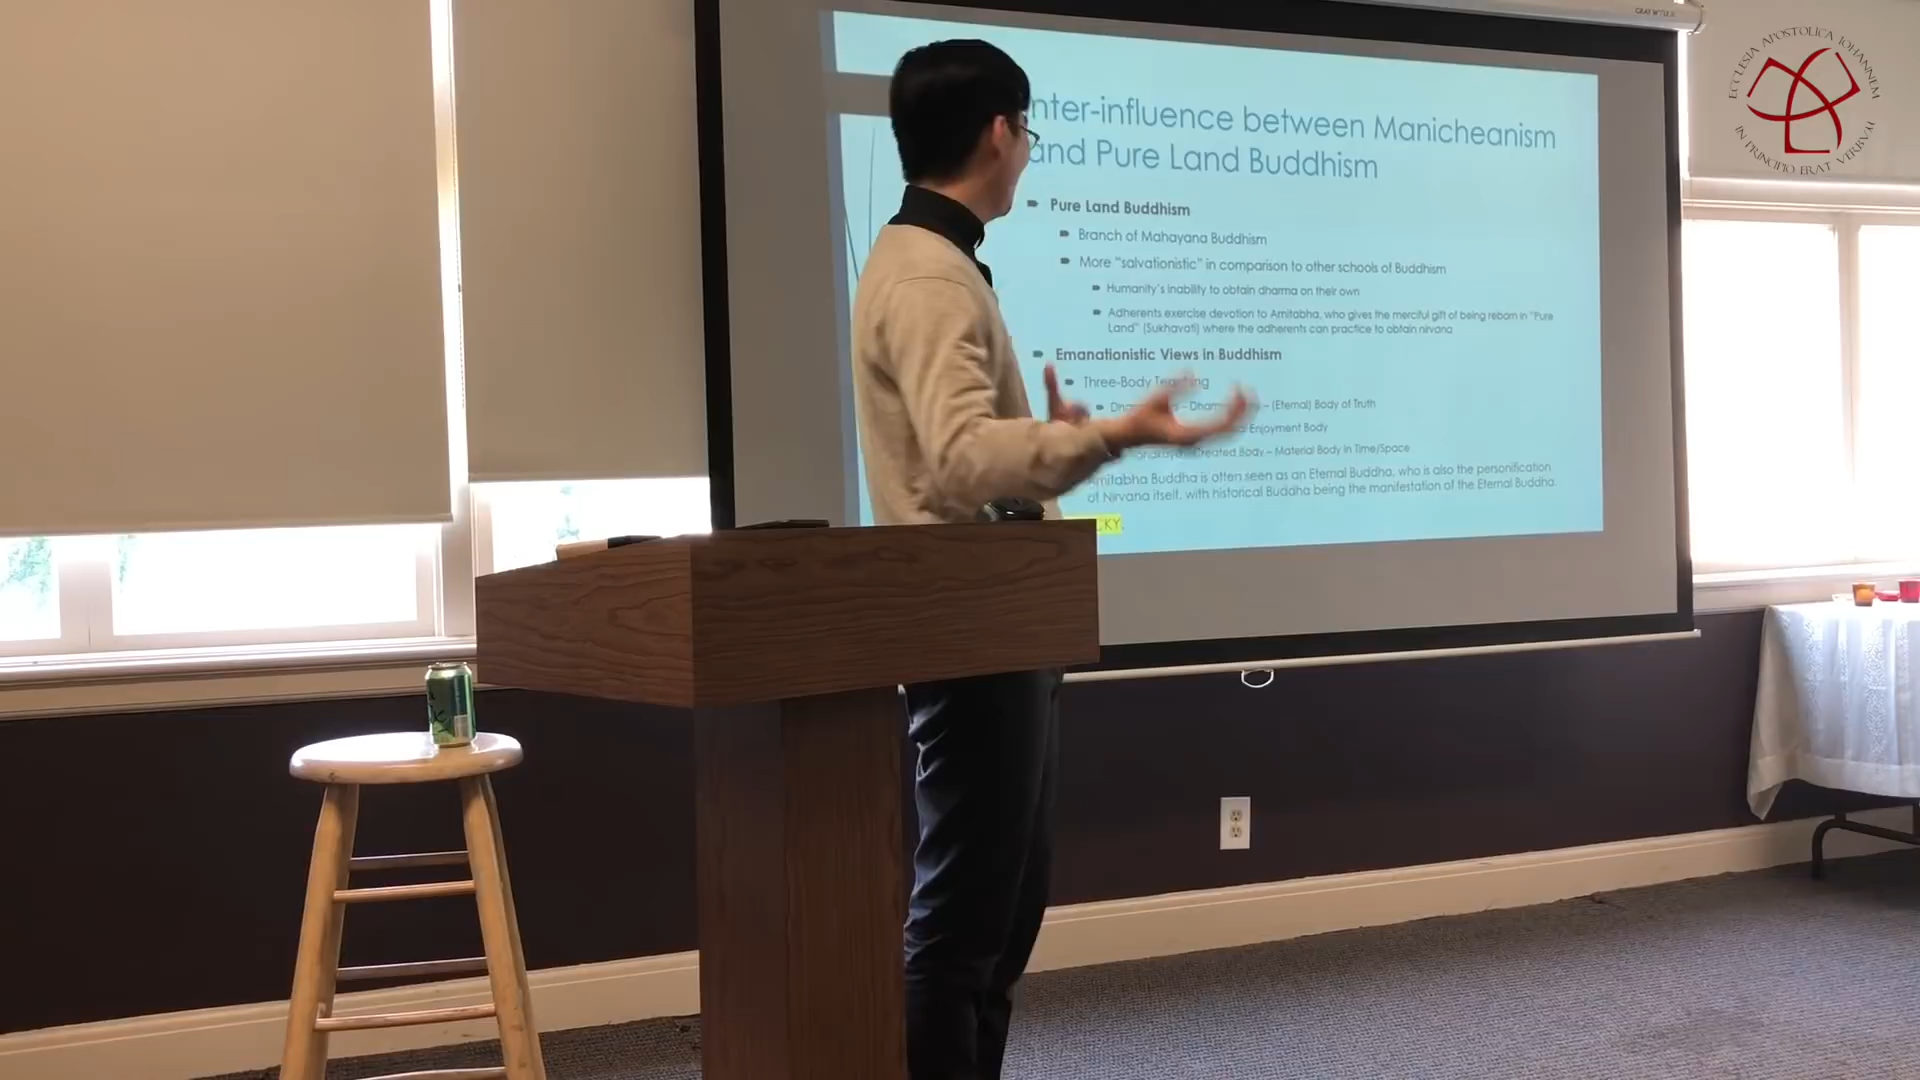 nter-influence between Manicheanism
and Pure Land Buddhism
Pure Land Buddhism
Branch of Mahayana Buddhism
More "salvationistic" in comparison to other schools of Buddhism
Humanity's inability to obtain dharma on their own
Adherents exercise devotion to Amitabha, who gives the merciful gift of being reborn in "Pure
Land" (Sukhavati) where the adherents can practice to obtain nirvana
Emanationistic Views in Buddhism
Three-Body
– (Eternal) Body of Truth
Enjoyment Body
Created Body – Material Body in Time/Space
Amitabha Buddha is often seen as an Eternal Buddha, who is also the personification
of Nirvana itself, with historical Buddha being the manifestation of the Eternal Buddha.
CKY.
ECCLESIA APOSTOLICA IOHANNEM
IN PRINCIPIO ERAT VERBVM